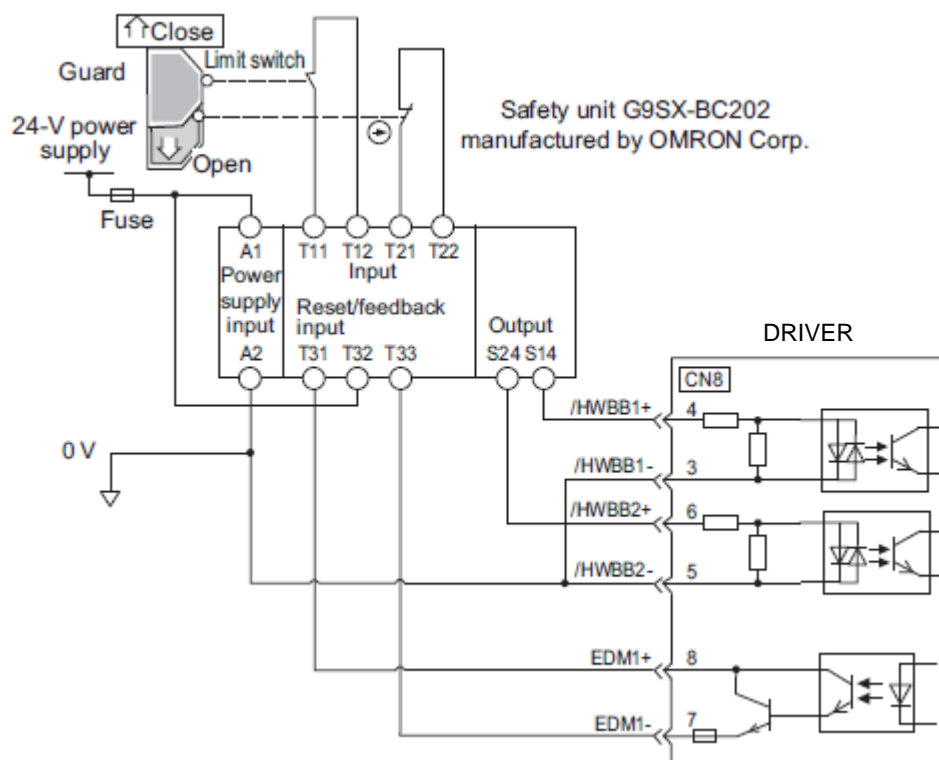 Close
Guard
Limit switch
24-V power
supply
Open
Fuse
Safety unit G9SX-BC202
manufactured by OMRON Corp.
A1
T11
T12
T21
T22
Power
supply
input
Input
Reset/feedback
input
Output
A2
T31
T32
T33
S24
S14
DRIVER
CN8
0 V
/HWBB1+
4
/HWBB1-
3
/HWBB2+
6
/HWBB2-
5
EDM1+
8
EDM1-
7